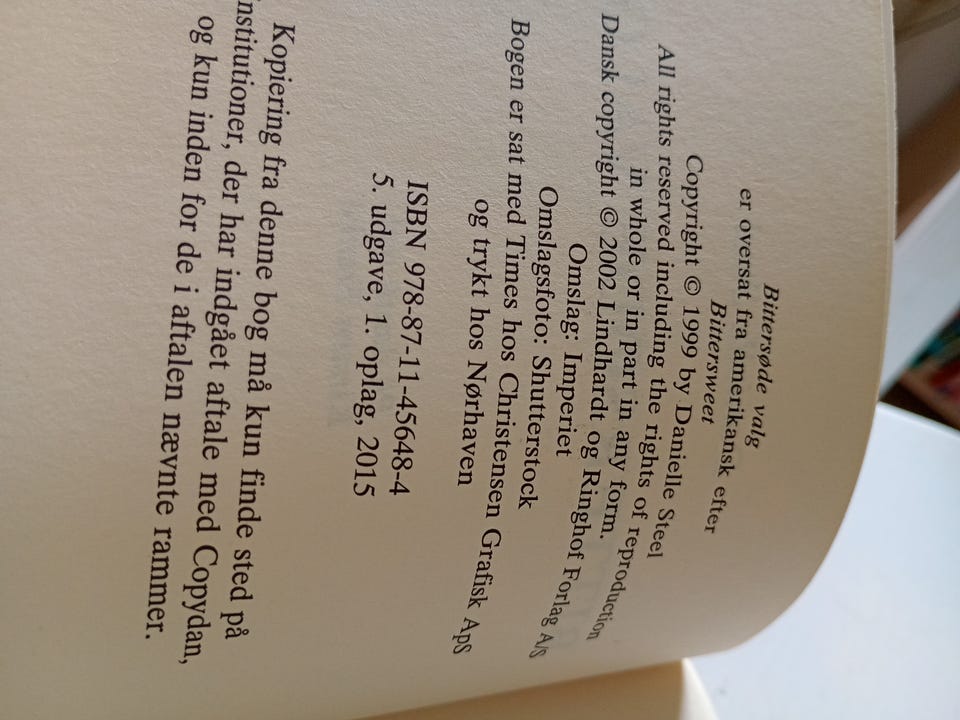 Bittersøde valg
er oversat fra amerikansk efter
Bittersweet
Copyright © 1999 by Danielle Steel
All rights reserved including the rights of reproduction
in whole or in part in any form.
Dansk copyright © 2002 Lindhardt og Ringhof Forlag A/S
Omslag: Imperiet
Omslagsfoto: Shutterstock
Bogen er sat med Times hos Christensen Grafisk ApS
og trykt hos Nørhaven
ISBN 978-87-11-45648-4
5. udgave, 1. oplag, 2015
Kopiering fra denne bog må kun finde sted på
nstitutioner, der har indgået aftale med Copydan,
og kun inden for de i aftalen nævnte rammer.